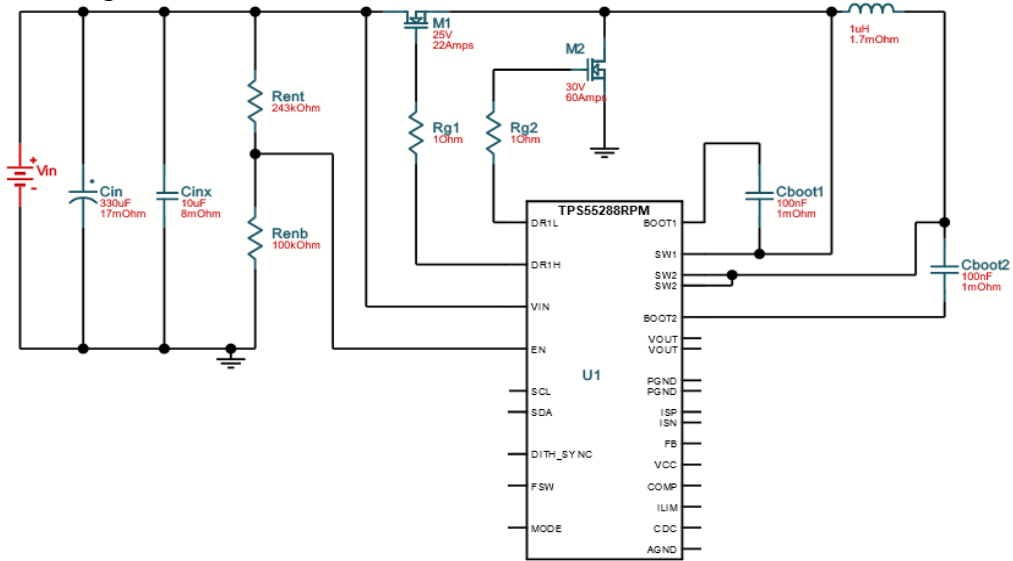 M1
25V
22Amps
1uH
1.7mOhm
M2
30V
60Amps
Rent
243kOhm
Rg1
1Ohm
Rg2
1Ohm
Vin
Cin
330uF
17mOhm
Cinx
10uF
8mOhm
Renb
100kOhm
Cboot1
100nF
1mOhm
Cboot2
100nF
1mOhm
TPS55288RPM
DR1L
DR1H
VIN
EN
SCL
SDA
DITH_SYNC
FSW
MODE
U1
BOOT1
SW1
SW2
SW2
BOOT2
VOUT
VOUT
PGND
PGND
ISP
ISN
FB
VCC
COMP
ILIM
CDC
AGND